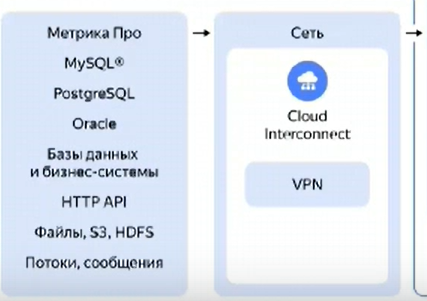 Метрика Про
MySQL®
PostgreSQL
Oracle
Базы данных
и бизнес-системы
HTTP API
Файлы, S3, HDFS
Потоки, сообщения
Сеть
Cloud
Interconnect
VPN